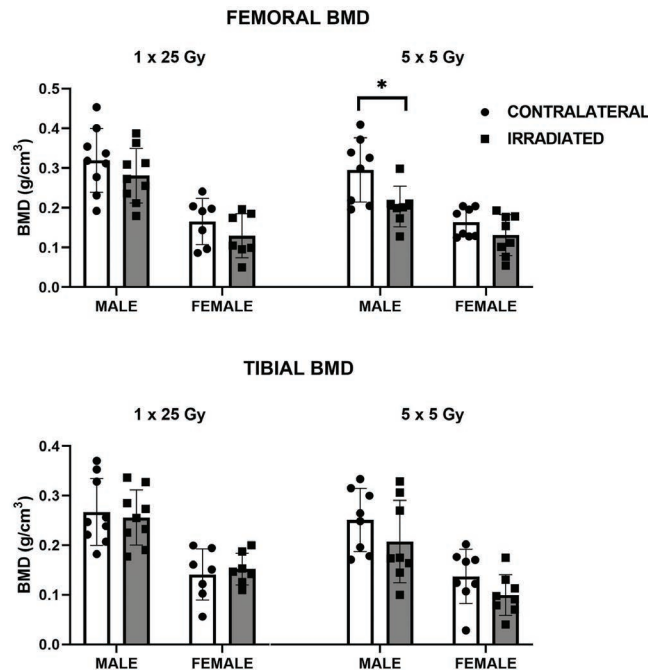 FEMORAL BMD
1 x 25 Gy 5 x 5 Gy
*
● CONTRALATERAL
■ IRRADIATED
BMD (g/cm³)
0.5
0.4
0.3
0.2
0.1
0.0
MALE FEMALE MALE FEMALE
TIBIAL BMD
1 x 25 Gy 5 x 5 Gy
BMD (g/cm³)
0.4
0.3
0.2
0.1
0.0
MALE FEMALE MALE FEMALE